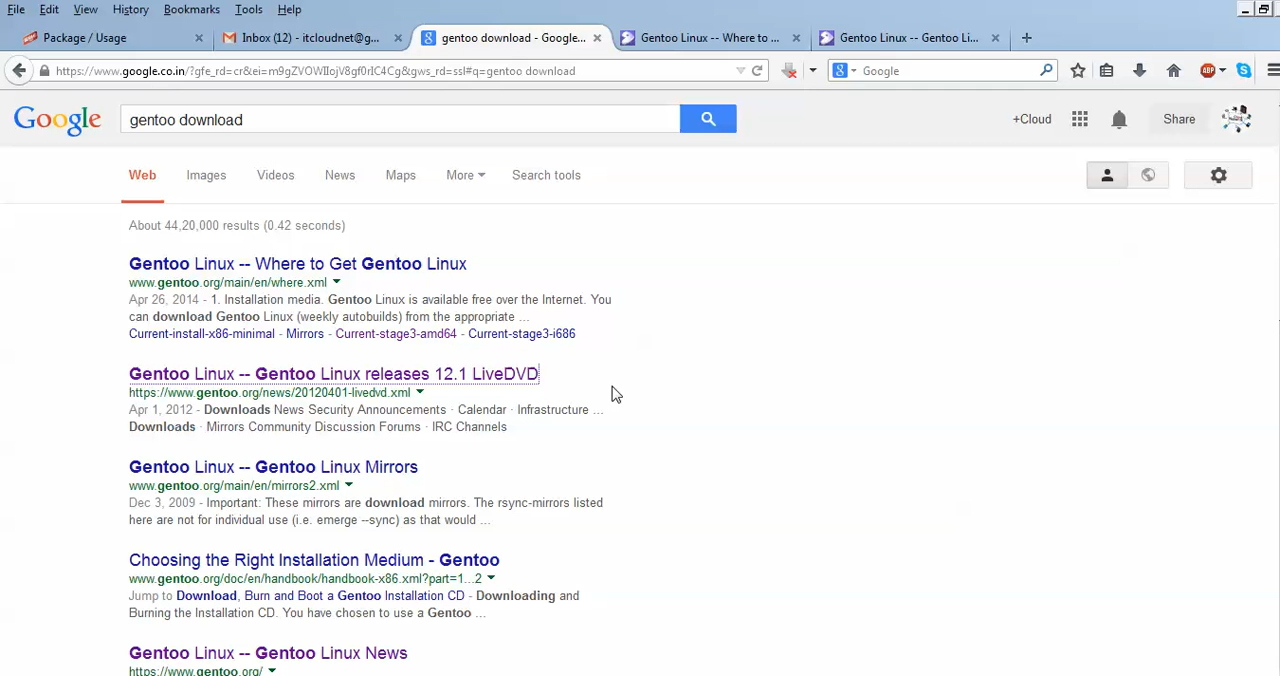 File Edit View History Bookmarks Tools Help
Package / Usage × Inbox (12) - itcloudnet@g... × gentoo download - Google... × Gentoo Linux -- Where to ... × Gentoo Linux -- Gentoo Li... × +
https://www.google.co.in/?gfe_rd=cr&ei=m9gZVOWIIojV8gf0rIC4Cg&gws_rd=ssl#q=gentoo download Google ABP
Google gentoo download +Cloud Share
Web Images Videos News Maps More Search tools
About 44,20,000 results (0.42 seconds)
Gentoo Linux -- Where to Get Gentoo Linux
www.gentoo.org/main/en/where.xml
Apr 26, 2014 - 1. Installation media. Gentoo Linux is available free over the Internet. You
can download Gentoo Linux (weekly autobuilds) from the appropriate ...
Current-install-x86-minimal - Mirrors - Current-stage3-amd64 - Current-stage3-i686
Gentoo Linux -- Gentoo Linux releases 12.1 LiveDVD
https://www.gentoo.org/news/20120401-livedvd.xml
Apr 1, 2012 - Downloads News Security Announcements · Calendar · Infrastructure ...
Downloads · Mirrors Community Discussion Forums · IRC Channels
Gentoo Linux -- Gentoo Linux Mirrors
www.gentoo.org/main/en/mirrors2.xml
Dec 3, 2009 - Important: These mirrors are download mirrors. The rsync-mirrors listed
here are not for individual use (i.e. emerge --sync) as that would ...
Choosing the Right Installation Medium - Gentoo
www.gentoo.org/doc/en/handbook/handbook-x86.xml?part=1...2
Jump to Download, Burn and Boot a Gentoo Installation CD - Downloading and
Burning the Installation CD. You have chosen to use a Gentoo ...
Gentoo Linux -- Gentoo Linux News
https://www.gentoo.org/